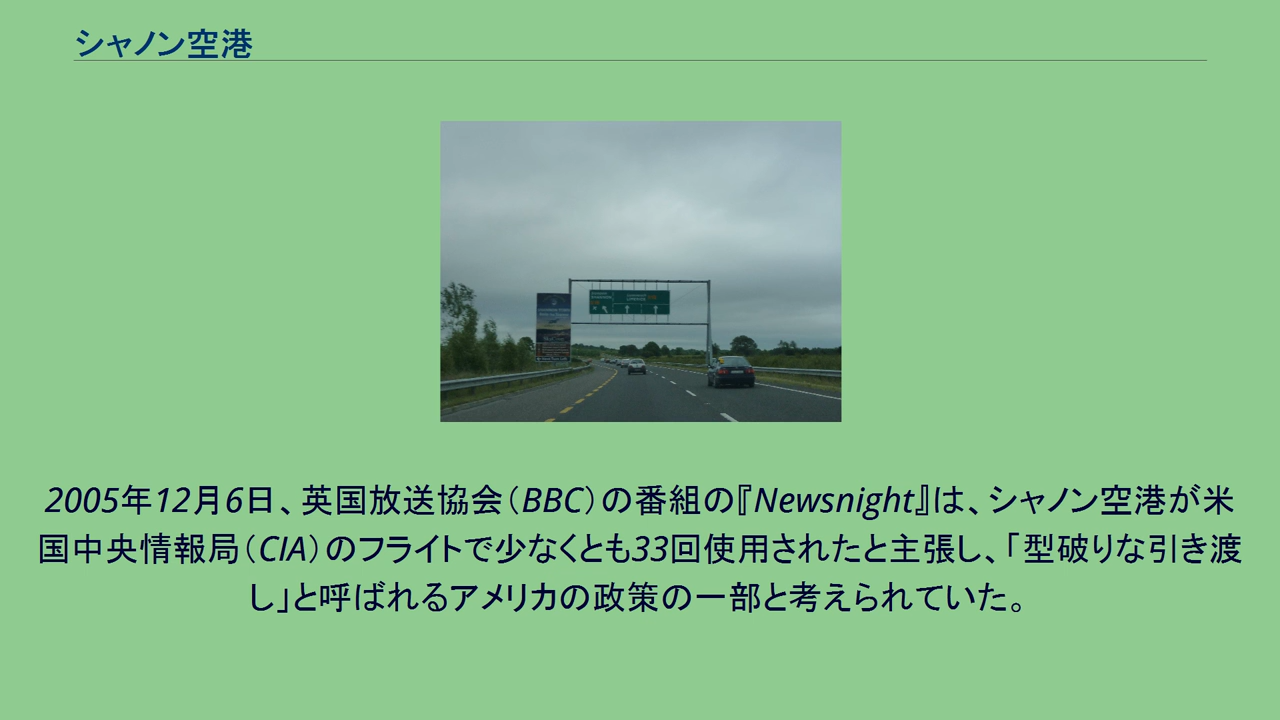 シャノン空港
2005年12月6日、英国放送協会（BBC）の番組の『Newsnight』は、シャノン空港が米
国中央情報局（CIA）のフライトで少なくとも33回使用されたと主張し、「型破りな引き渡
し」と呼ばれるアメリカの政策の一部と考えられていた。